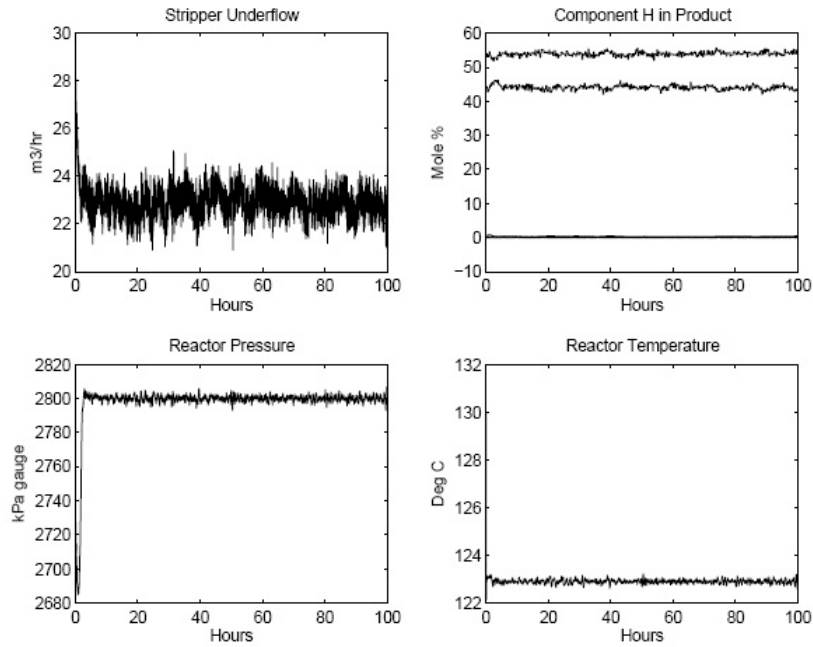 Stripper Underflow
30
28
26
24
22
20
m3/hr
0 20 40 60 80 100
Hours
Component H in Product
60
50
40
30
20
10
0
−10
Mole %
0 20 40 60 80 100
Hours
Reactor Pressure
2820
2800
2780
2760
2740
2720
2700
2680
kPa gauge
0 20 40 60 80 100
Hours
Reactor Temperature
132
130
128
126
124
123
122
Deg C
0 20 40 60 80 100
Hours